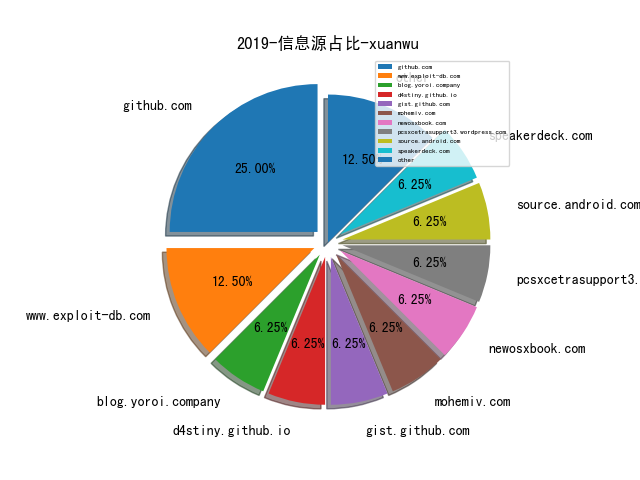 2019-信息源占比-xuanwu
github.com
www.exploit-db.com
blog.yoroi.company
d4stiny.github.io
gist.github.com
mohemiv.com
newosxbook.com
pcsxcetrasupport3.wordpress.com
source.android.com
speakerdeck.com
other
github.com
25.00%
12.50
speakerdeck.com
6.25%
source.android.com
6.25%
6.25%
pcsxcetrasupport3.
12.50%
6.25%
www.exploit-db.com
6.25%
6.25%
6.25%
6.25%
newosxbook.com
blog.yoroi.company
mohemiv.com
d4stiny.github.io
gist.github.com